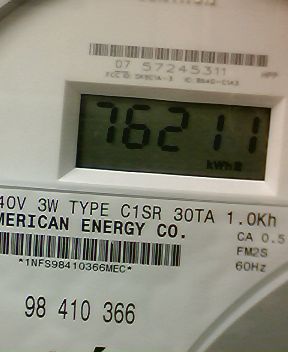 07 57245311
76211
kWh
40V 3W TYPE C1SR 30TA 1.0Kh
MERICAN ENERGY CO.
CA 0.5
FM2S
*1NFS98410366MEC*
60Hz
98 410 366